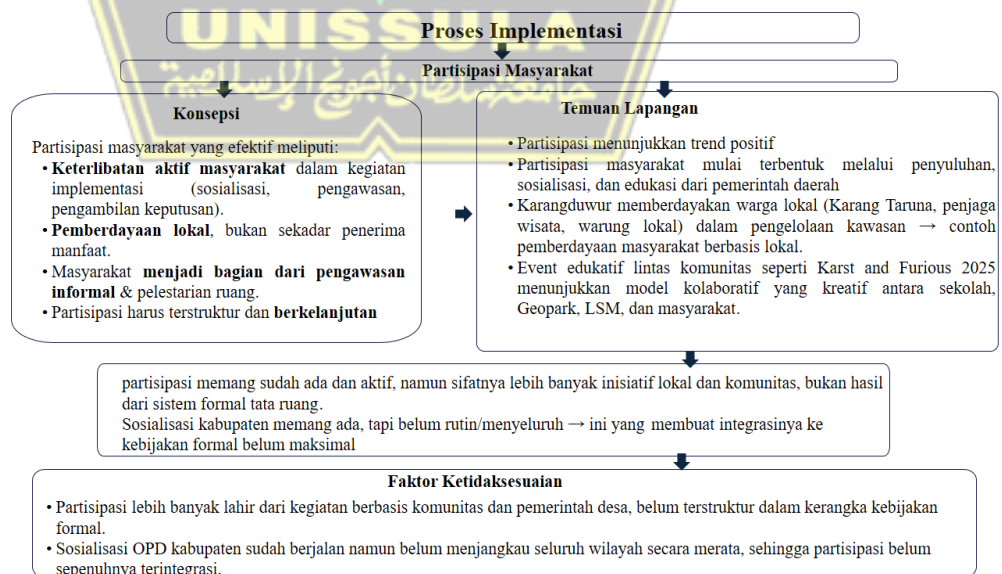 UNISSULA
جامعة سلطان أجونج الإسلامية
Proses Implementasi
Partisipasi Masyarakat
Konsepsi
Partisipasi masyarakat yang efektif meliputi:
• Keterlibatan aktif masyarakat dalam kegiatan
implementasi (sosialisasi, pengawasan,
pengambilan keputusan).
• Pemberdayaan lokal, bukan sekadar penerima
manfaat.
• Masyarakat menjadi bagian dari pengawasan
informal & pelestarian ruang.
• Partisipasi harus terstruktur dan berkelanjutan
Temuan Lapangan
• Partisipasi menunjukkan trend positif
• Partisipasi masyarakat mulai terbentuk melalui penyuluhan,
sosialisasi, dan edukasi dari pemerintah daerah
• Karangduwur memberdayakan warga lokal (Karang Taruna, penjaga
wisata, warung lokal) dalam pengelolaan kawasan → contoh
pemberdayaan masyarakat berbasis lokal.
• Event edukatif lintas komunitas seperti Karst and Furious 2025
menunjukkan model kolaboratif yang kreatif antara sekolah,
Geopark, LSM, dan masyarakat.
partisipasi memang sudah ada dan aktif, namun sifatnya lebih banyak inisiatif lokal dan komunitas, bukan hasil
dari sistem formal tata ruang.
Sosialisasi kabupaten memang ada, tapi belum rutin/menyeluruh → ini yang membuat integrasinya ke
kebijakan formal belum maksimal
Faktor Ketidaksesuaian
• Partisipasi lebih banyak lahir dari kegiatan berbasis komunitas dan pemerintah desa, belum terstruktur dalam kerangka kebijakan
formal.
• Sosialisasi OPD kabupaten sudah berjalan namun belum menjangkau seluruh wilayah secara merata, sehingga partisipasi belum
sepenuhnya terintegrasi.